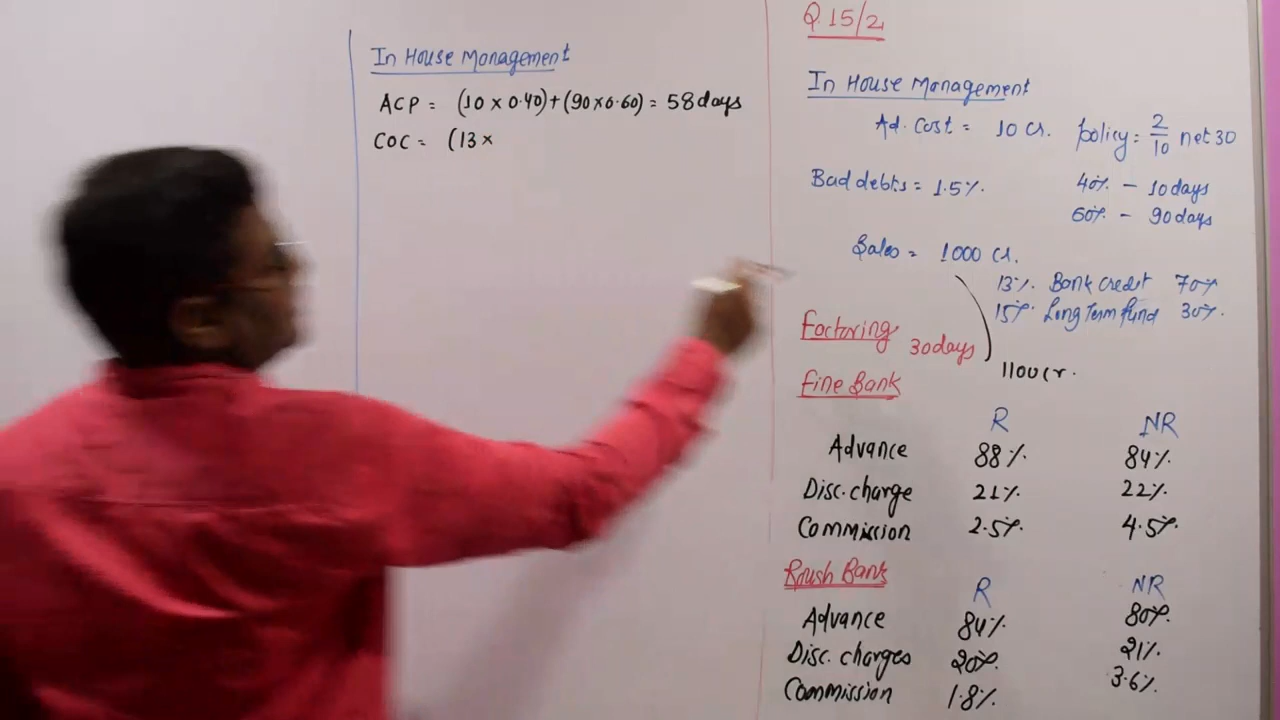 In House Management
ACP = (10 × 0.40) + (90 × 0.60) = 58 days
COC = (13 ×
Q.15/2
In House Management
Ad. Cost = 10 Cr. policy = 2/10 net 30
Bad debts = 1.5%. 40% - 10 days
60% - 90 days
Sales = 1000 Cr.
13% Bank Credit 70%
15% Long Term Fund 30%
Factoring 30 days
1100 Cr.
Fine Bank
R NR
Advance 88% 84%
Disc. charge 21% 22%
Commission 2.5% 4.5%
Roush Bank
R NR
Advance 84% 80%
Disc. charges 20% 21%
Commission 1.8% 3.6%